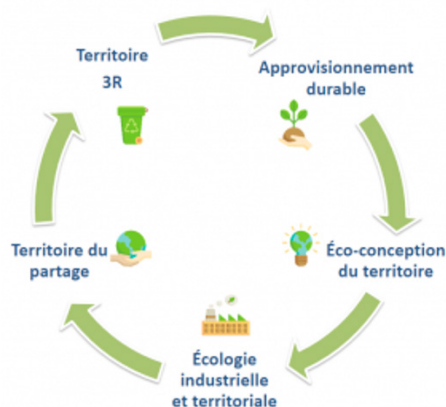 Territoire
3R
Approvisionnement
durable
Éco-conception
du territoire
Écologie
industrielle
et territoriale
Territoire du
partage